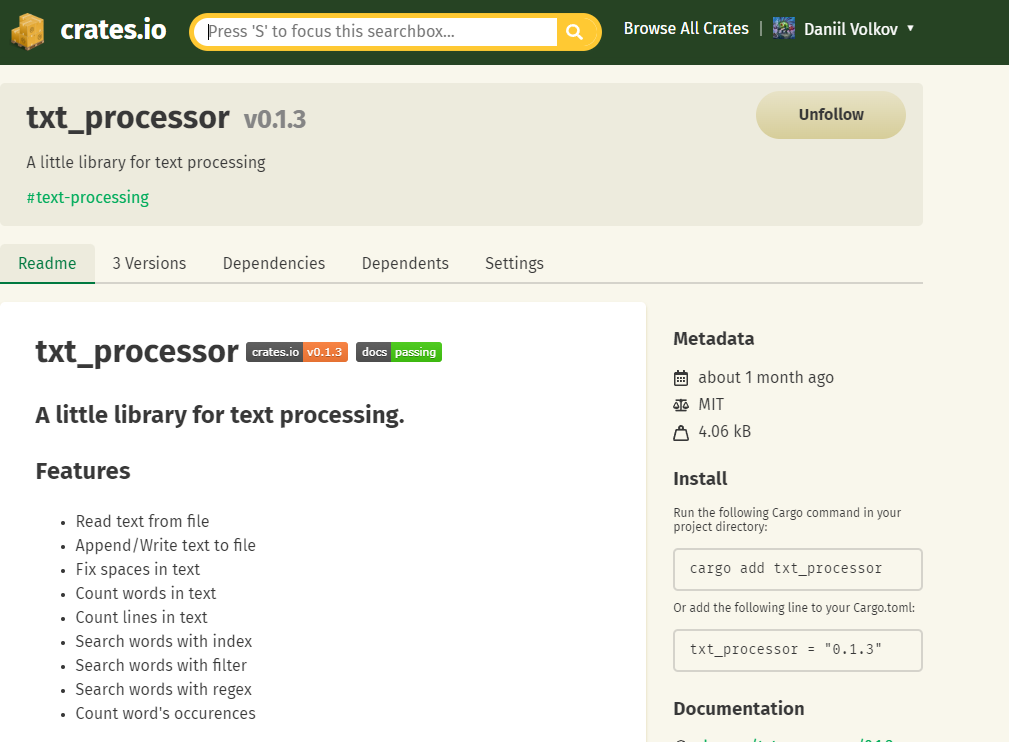 crates.io
Press 'S' to focus this searchbox...
Browse All Crates | Daniil Volkov ▼
txt_processor v0.1.3
Unfollow
A little library for text processing
#text-processing
Readme 3 Versions Dependencies Dependents Settings
txt_processor crates.io v0.1.3 docs passing
A little library for text processing.
Features
• Read text from file
• Append/Write text to file
• Fix spaces in text
• Count words in text
• Count lines in text
• Search words with index
• Search words with filter
• Search words with regex
• Count word's occurences
Metadata
about 1 month ago
MIT
4.06 kB
Install
Run the following Cargo command in your
project directory:
cargo add txt_processor
Or add the following line to your Cargo.toml:
txt_processor = "0.1.3"
Documentation